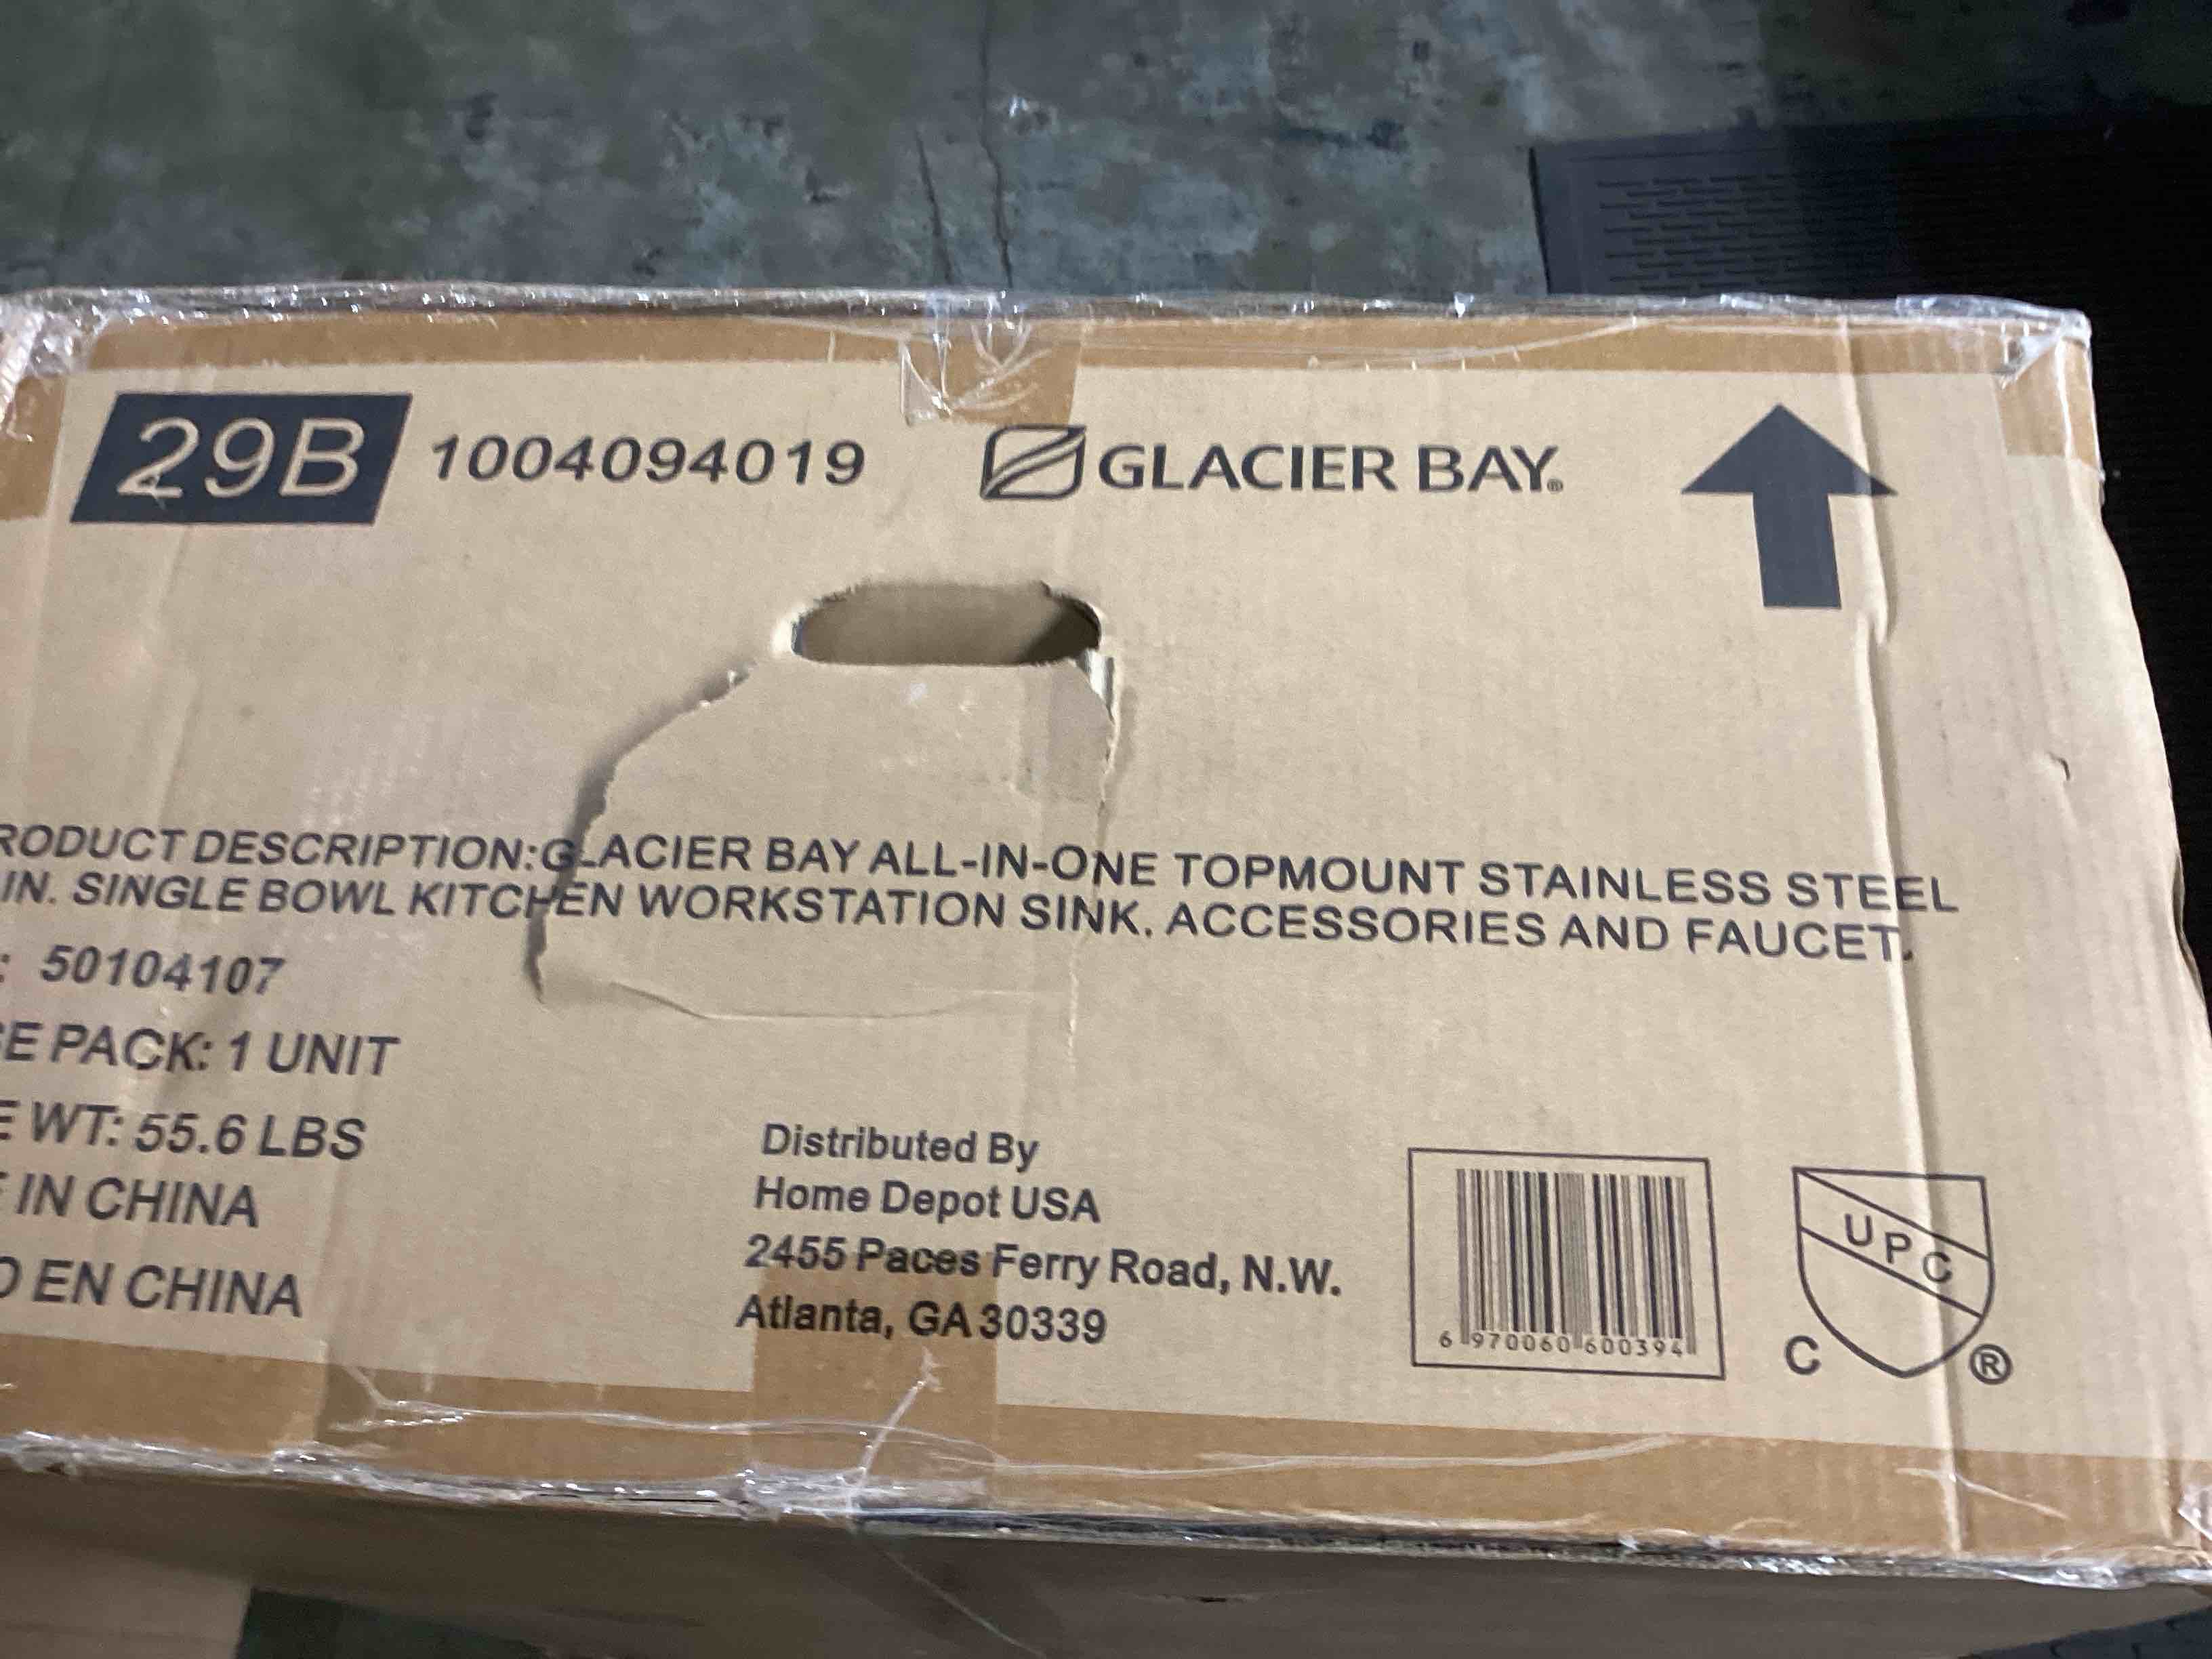 29B 1004094019 GLACIER BAY®
RODUCT DESCRIPTION:GLACIER BAY ALL-IN-ONE TOPMOUNT STAINLESS STEEL
IN. SINGLE BOWL KITCHEN WORKSTATION SINK, ACCESSORIES AND FAUCET.
: 50104107
E PACK: 1 UNIT
E WT: 55.6 LBS
IN CHINA
O EN CHINA
Distributed By
Home Depot USA
2455 Paces Ferry Road, N.W.
Atlanta, GA 30339
6 970060 600394
UPC
C ®